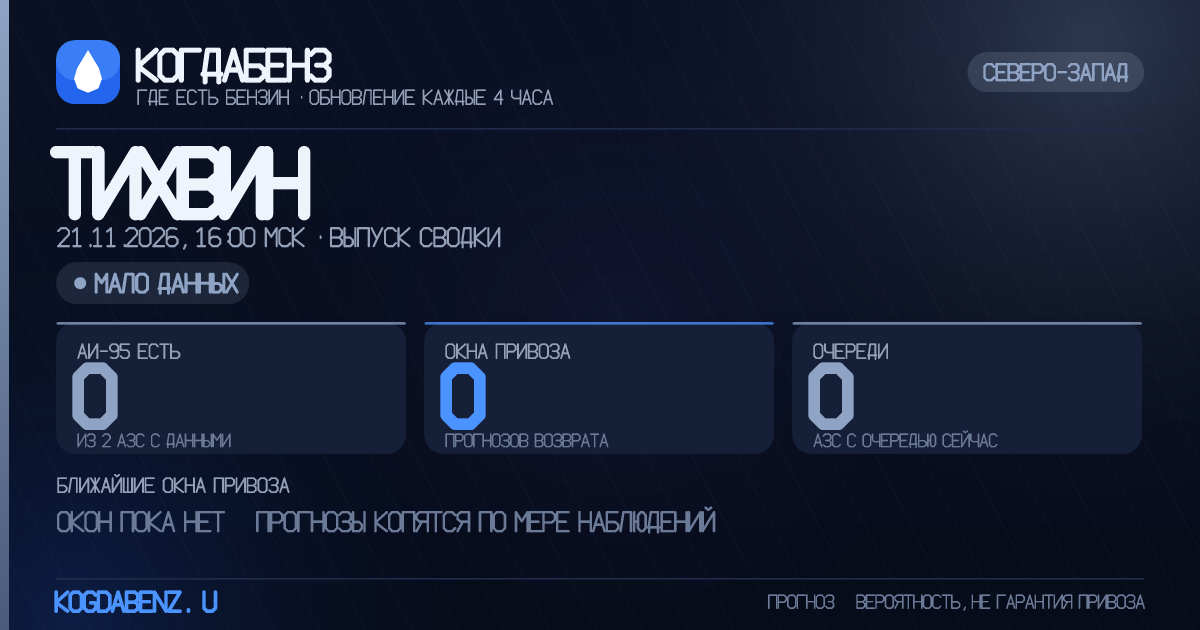 КОГДАБЕНЗ
ГДЕ ЕСТЬ БЕНЗИН · ОБНОВЛЕНИЕ КАЖДЫЕ 4 ЧАСА
СЕВЕРО-ЗАПАД
ТИХВИН
21.11.2026, 16:00 МСК · ВЫПУСК СВОДКИ
МАЛО ДАННЫХ
АИ-95 ЕСТЬ
0
ИЗ 2 АЗС С ДАННЫМИ
ОКНА ПРИВОЗА
0
ПРОГНОЗОВ ВОЗВРАТА
ОЧЕРЕДИ
0
АЗС С ОЧЕРЕДЬЮ СЕЙЧАС
БЛИЖАЙШИЕ ОКНА ПРИВОЗА
ОКОН ПОКА НЕТ ПРОГНОЗЫ КОПЯТСЯ ПО МЕРЕ НАБЛЮДЕНИЙ
KOGDABENZ. U
ПРОГНОЗ ВЕРОЯТНОСТЬ, НЕ ГАРАНТИЯ ПРИВОЗА